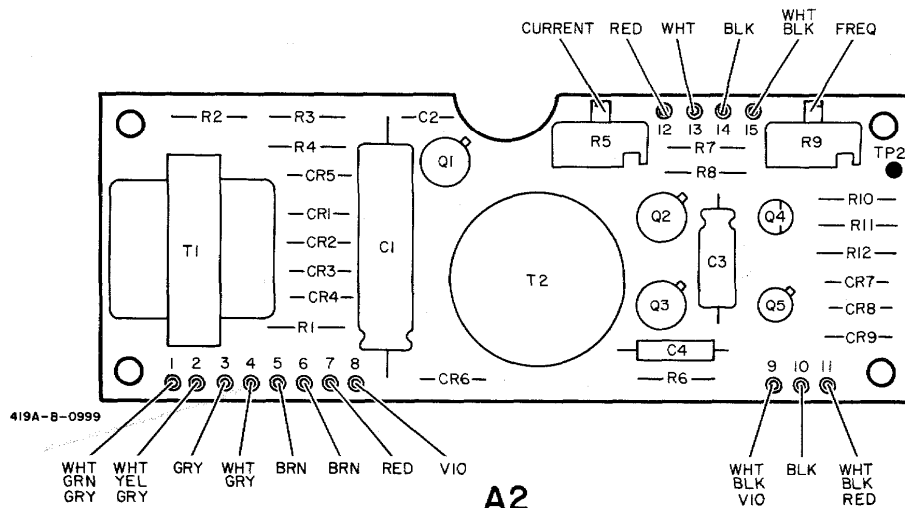 CURRENT RED WHT BLK WHT BLK FREQ
R2 R3 C2
12 13 14 15
R4 Q1 R5 R7 R9
TP2
CR5 R8
CR1 Q2 Q4 R10
R11
T1 CR2 C1 C3 R12
CR3 T2 CR7
CR4 Q3 Q5 CR8
R1 CR9
C4
1 2 3 4 5 6 7 8 CR6 R6 9 10 11
419A-B-0999
WHT GRN GRY WHT YEL GRY GRY WHT GRY BRN BRN RED VIO WHT BLK VIO BLK WHT BLK RED
A2